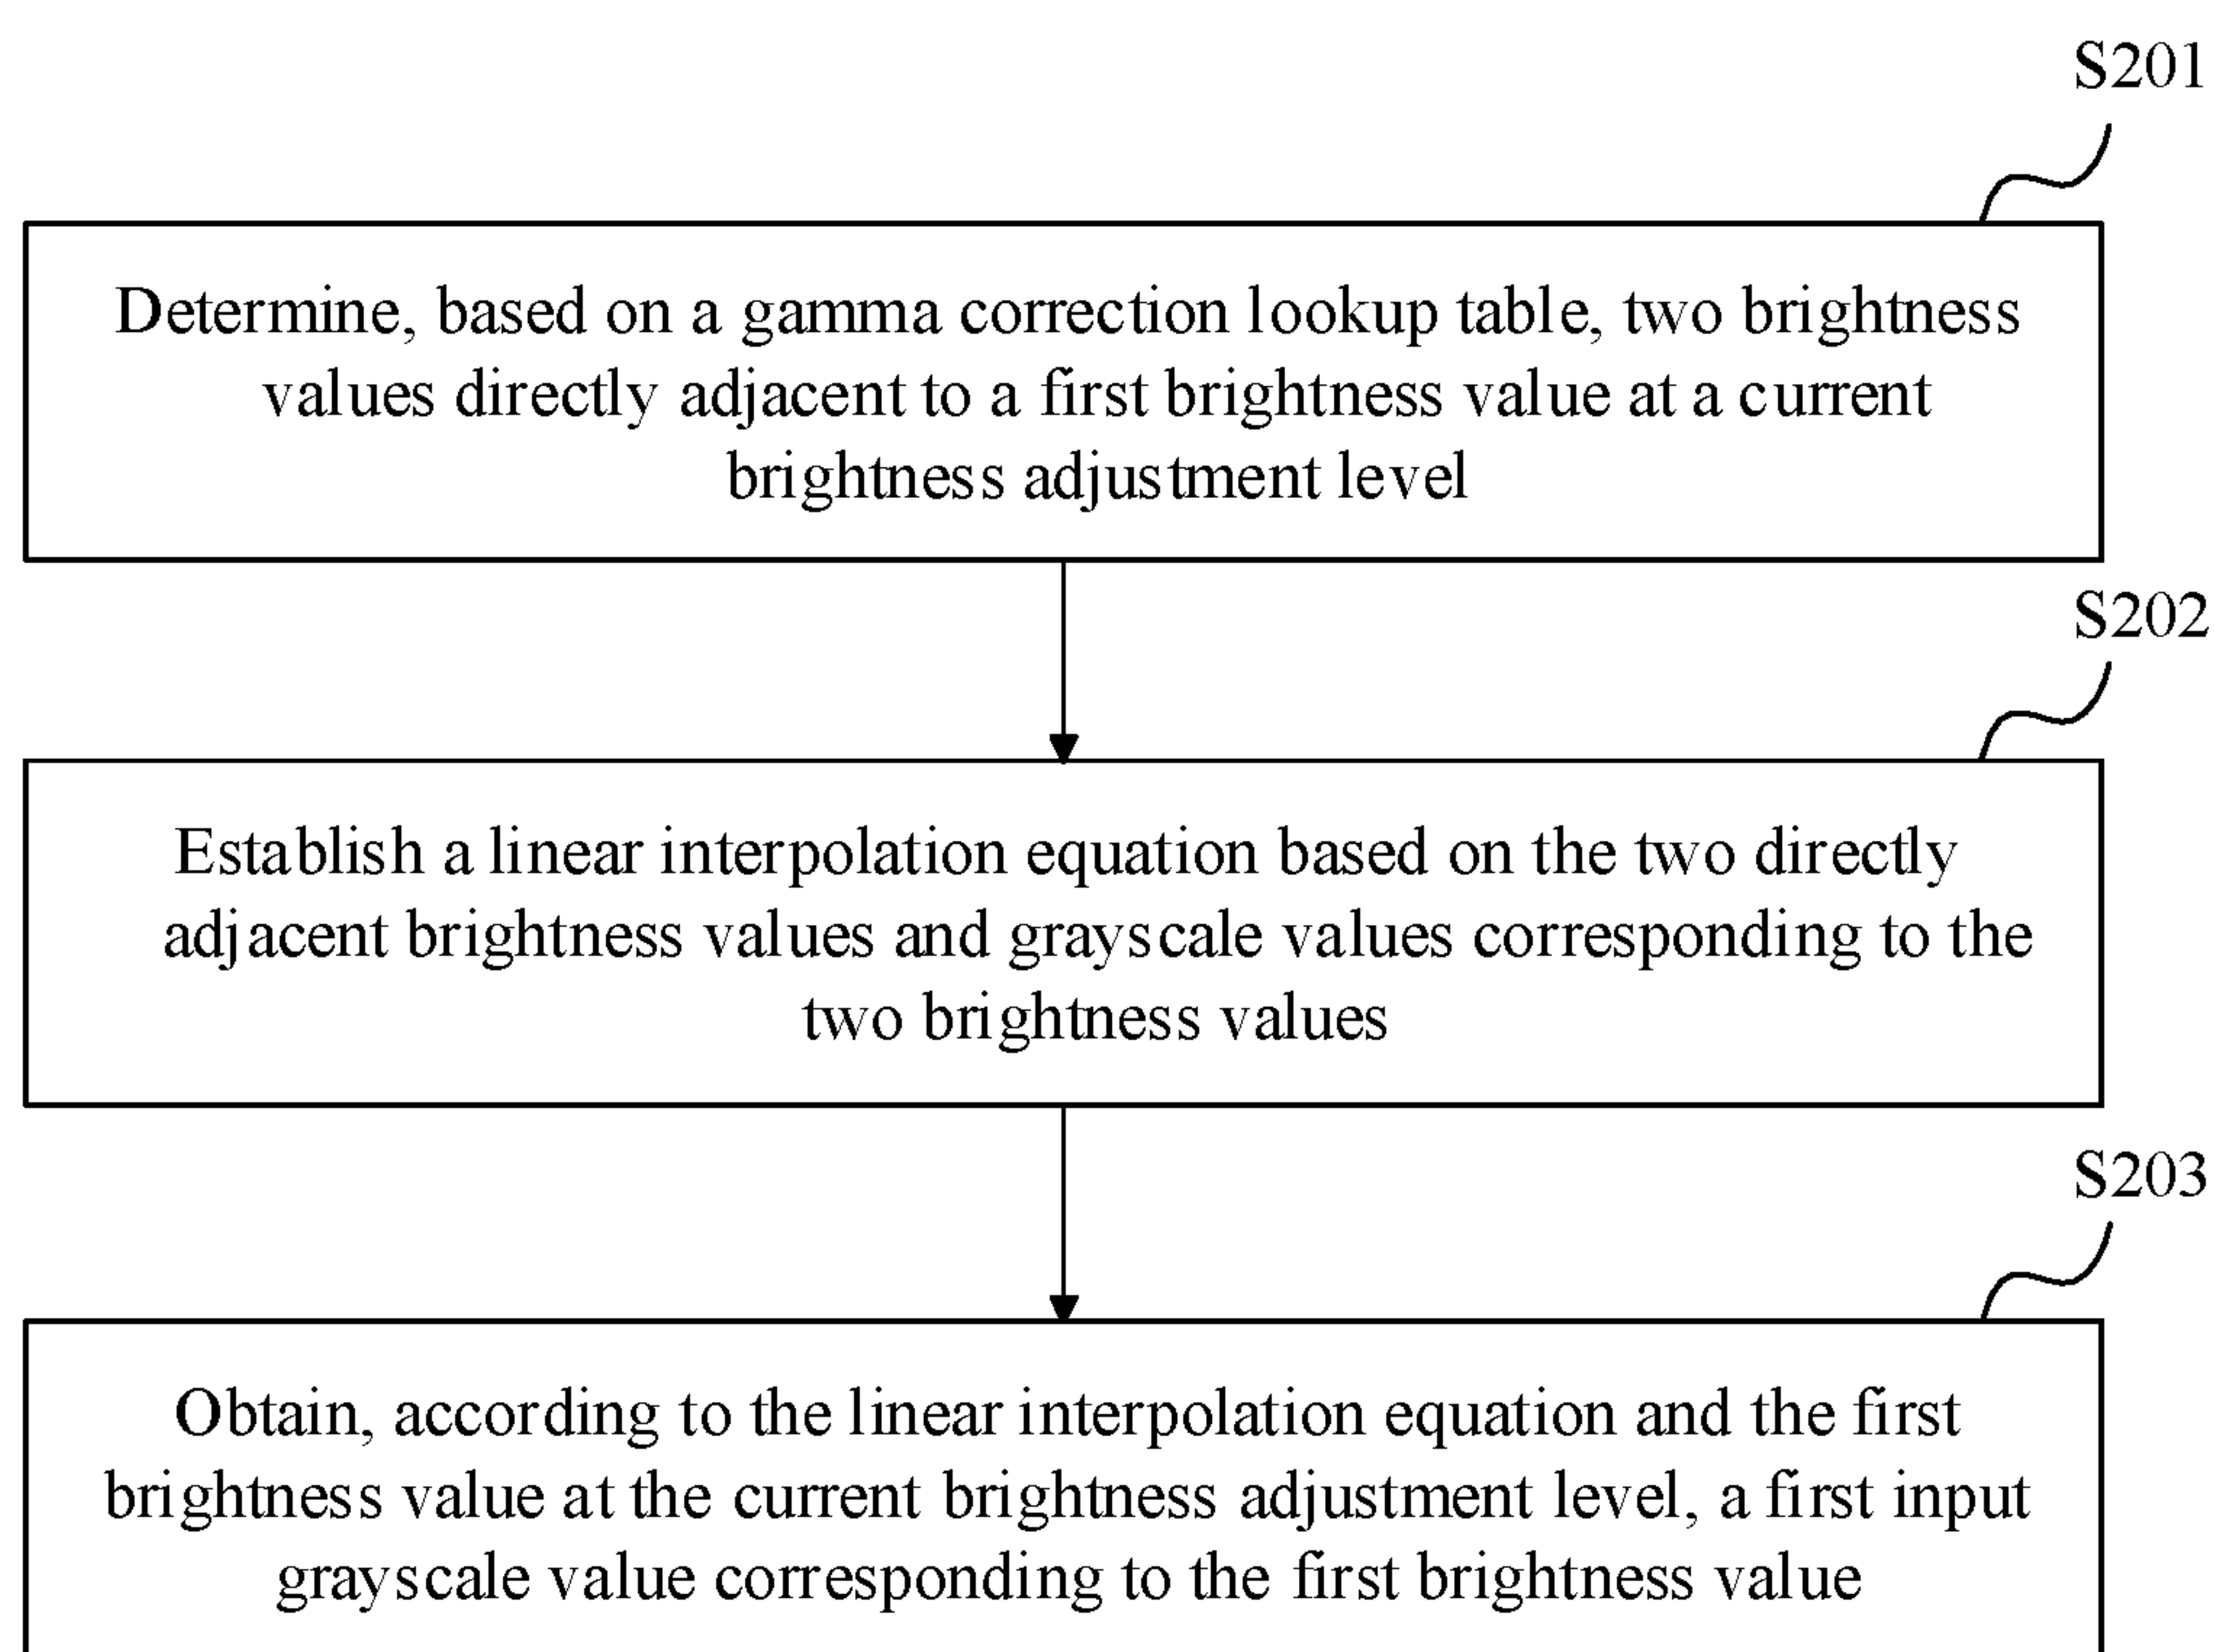 S201
Determine, based on a gamma correction lookup table, two brightness
values directly adjacent to a first brightness value at a current
brightness adjustment level
S202
Establish a linear interpolation equation based on the two directly
adjacent brightness values and grayscale values corresponding to the
two brightness values
S203
Obtain, according to the linear interpolation equation and the first
brightness value at the current brightness adjustment level, a first input
grayscale value corresponding to the first brightness value